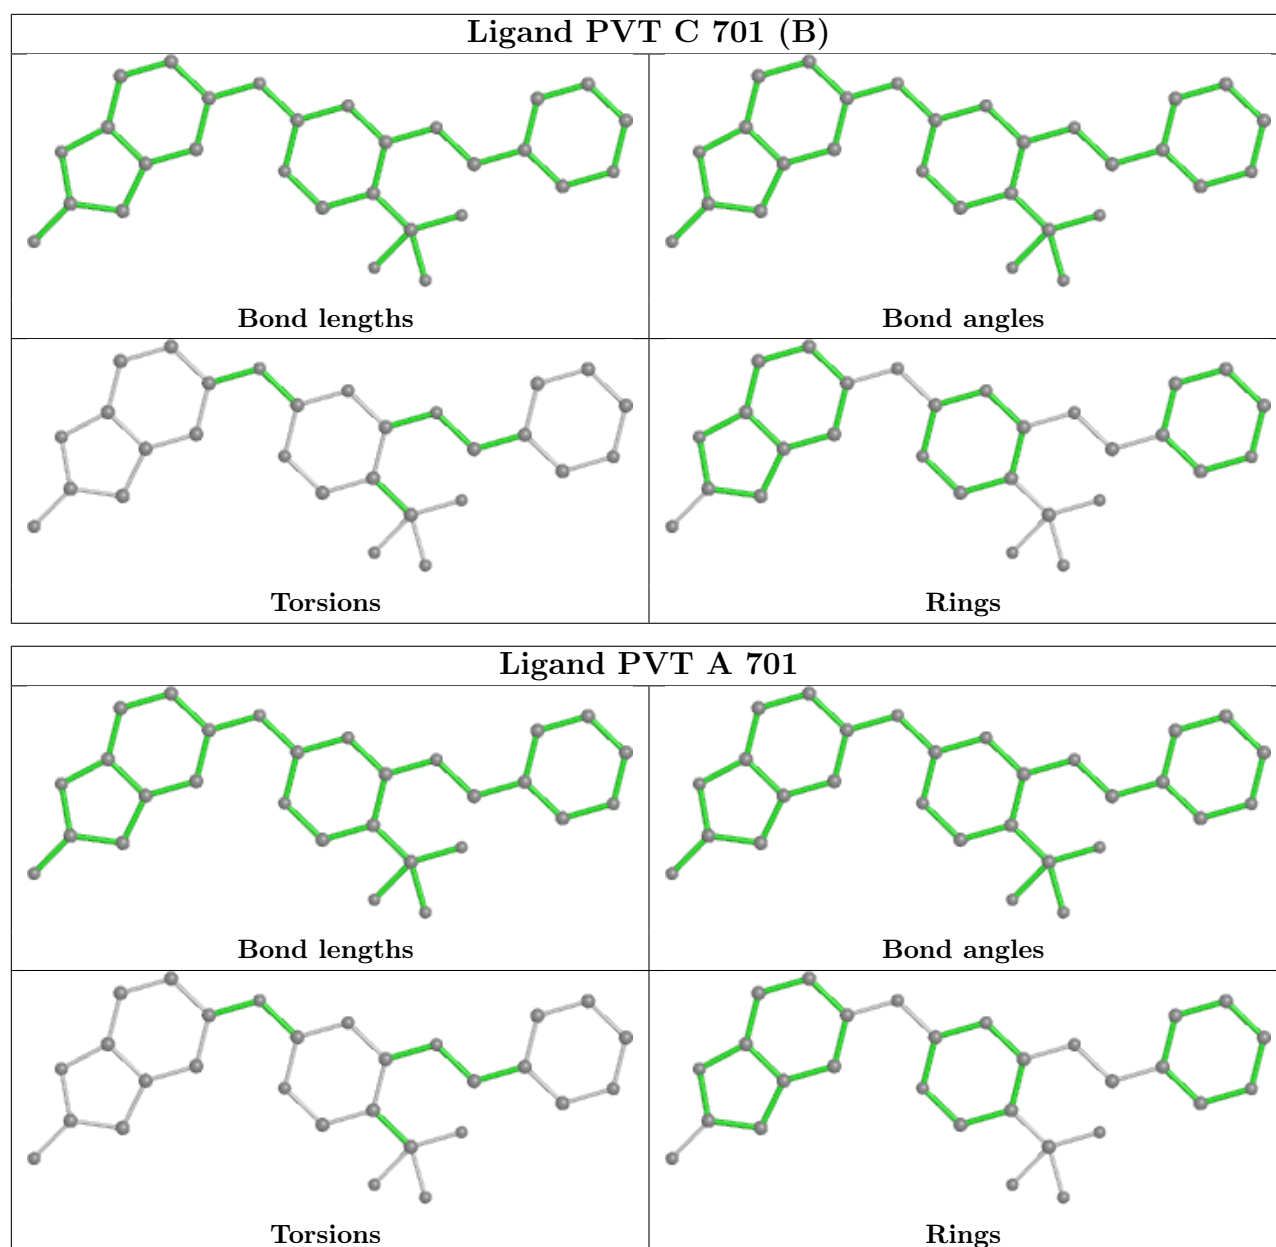 Ligand PVT C 701 (B)
Bond lengths
Bond angles
Torsions
Rings
Ligand PVT A 701
Bond lengths
Bond angles
Torsions
Rings